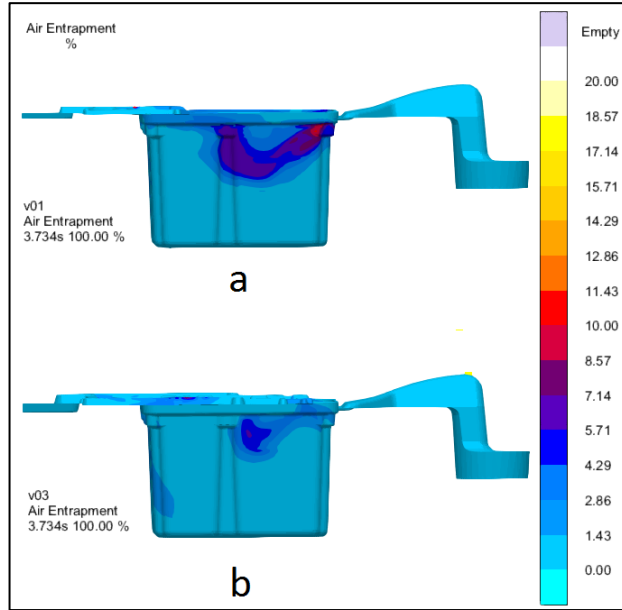 Air Entrapment
%
v01
Air Entrapment
3.734s 100.00 %
a
v03
Air Entrapment
3.734s 100.00 %
b
Empty
20.00
18.57
17.14
15.71
14.29
12.86
11.43
10.00
8.57
7.14
5.71
4.29
2.86
1.43
0.00